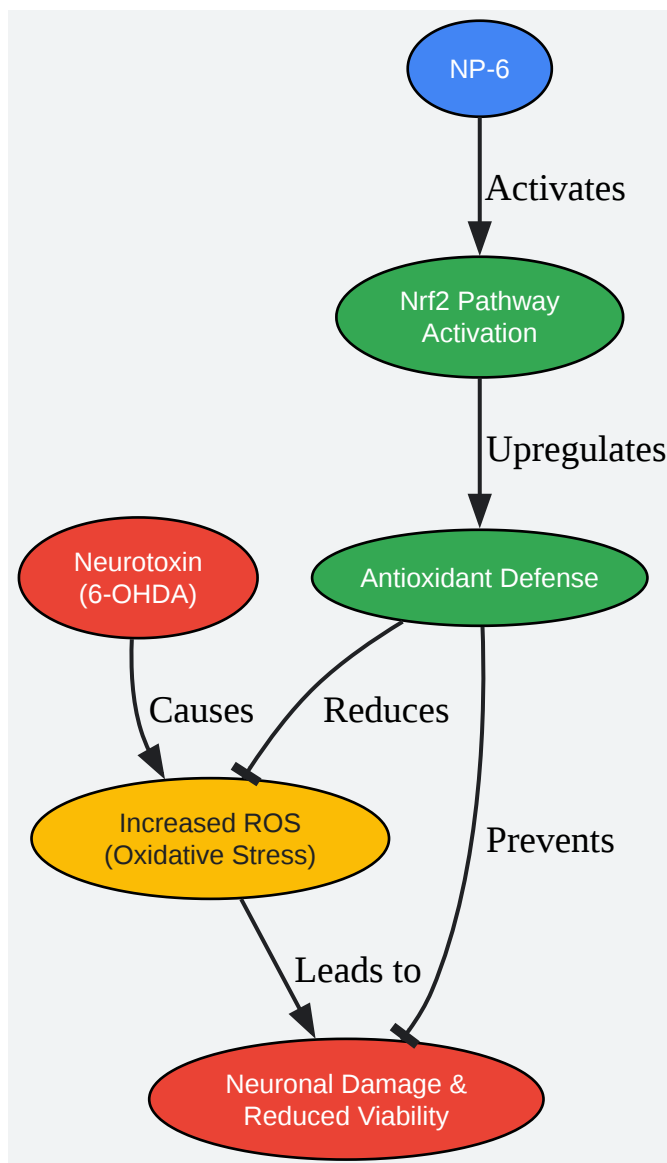 NP-6
Activates
Nrf2 Pathway
Activation
Upregulates
Neurotoxin
(6-OHDA)
Antioxidant Defense
Causes
Reduces
Increased ROS
(Oxidative Stress)
Prevents
Leads to
Neuronal Damage &
Reduced Viability